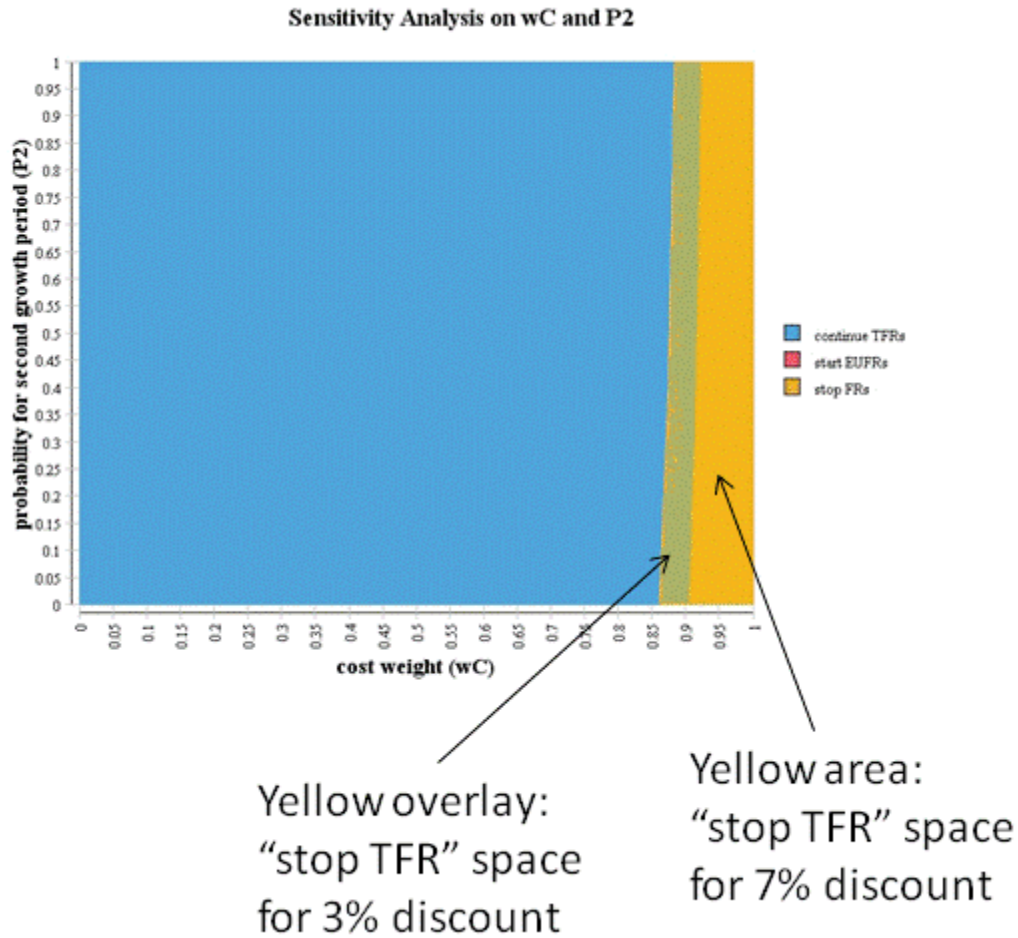 Sensitivity Analysis on wC and P2
probability for second growth period (P2)
1
0.95
0.9
0.85
0.8
0.75
0.7
0.65
0.6
0.55
0.5
0.45
0.4
0.35
0.3
0.25
0.2
0.15
0.1
0.05
0
0 0.05 0.1 0.15 0.2 0.25 0.3 0.35 0.4 0.45 0.5 0.55 0.6 0.65 0.7 0.75 0.8 0.85 0.9 0.95 1
cost weight (wC)
continue TFRs
start EUFRs
stop FRs
Yellow overlay:
“stop TFR” space
for 3% discount
Yellow area:
“stop TFR” space
for 7% discount